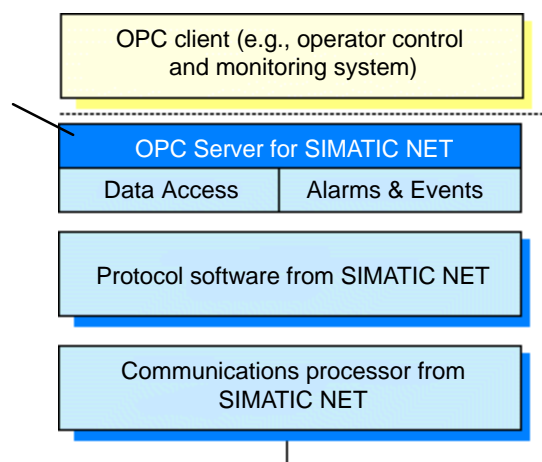 OPC client (e.g., operator control
and monitoring system)
OPC Server for SIMATIC NET
Data Access
Alarms & Events
Protocol software from SIMATIC NET
Communications processor from
SIMATIC NET